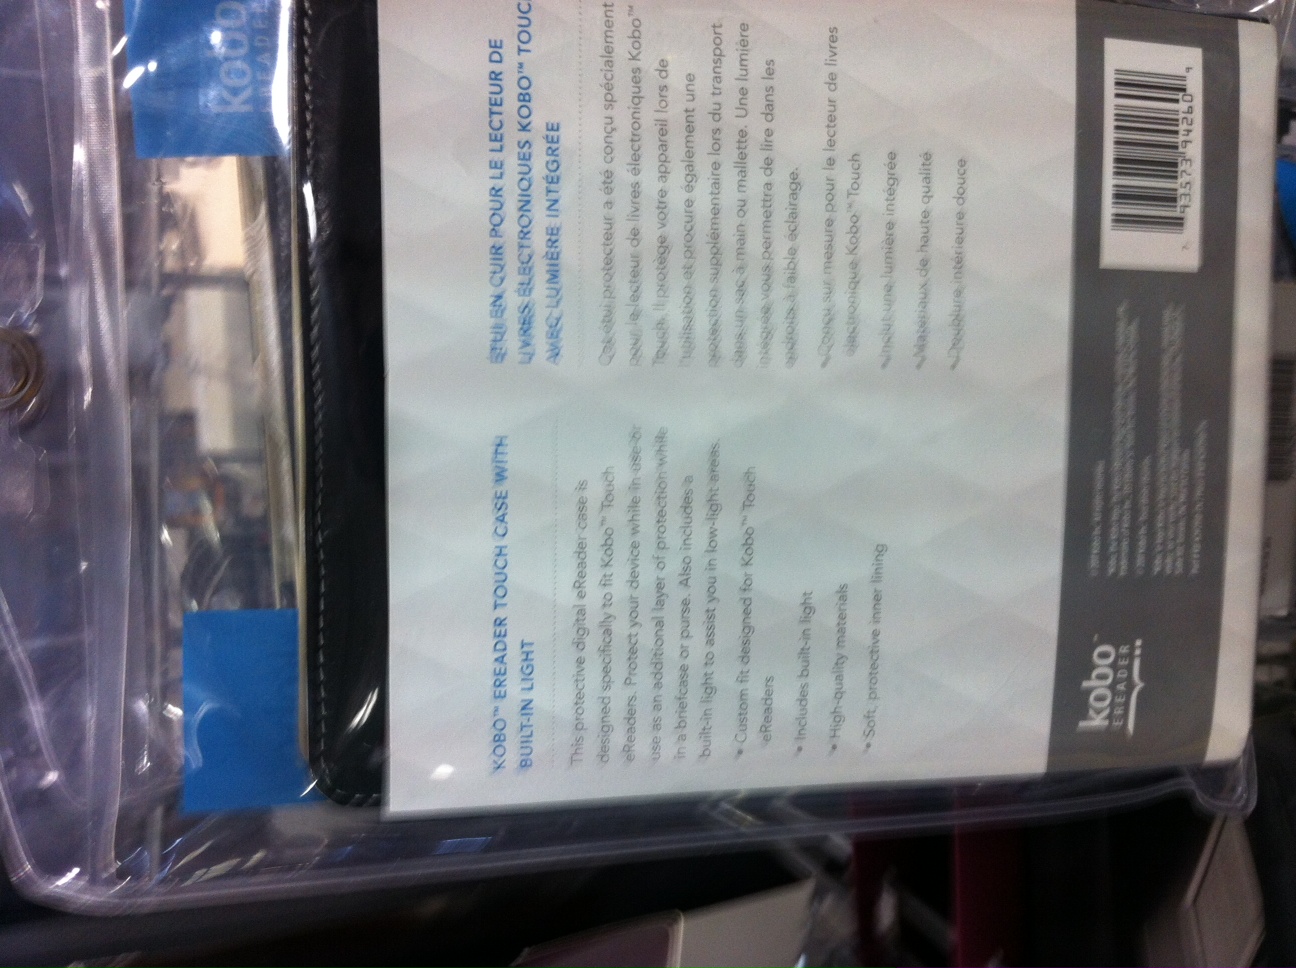 kobo
EREADER
KOBO™ EREADER TOUCH CASE WITH
BUILT-IN LIGHT
This protective digital eReader case is
designed specifically to fit Kobo™ Touch
eReaders. Protect your device while in use or
use as an additional layer of protection while
in a briefcase or purse. Also includes a
built-in light to assist you in low-light areas.
• Custom fit designed for Kobo™ Touch
eReaders
• Includes built-in light
• High-quality materials
• Soft, protective inner lining
ÉTUI EN CUIR POUR LE LECTEUR DE
LIVRES ÉLECTRONIQUES KOBO™ TOUCH
AVEC LUMIÈRE INTÉGRÉE
Cet étui protecteur a été conçu spécialement
pour le lecteur de livres électroniques Kobo™
Touch. Il protège votre appareil lors de
l'utilisation et procure également une
protection supplémentaire lors du transport
dans un sac à main ou mallette. Une lumière
intégrée vous permettra de lire dans les
endroits à faible éclairage.
• Conçu sur mesure pour le lecteur de livres
électronique Kobo™ Touch
• Inclut une lumière intégrée
• Matériaux de haute qualité
• Doublure intérieure douce
kobo™
EREADER
7 93573 94260 9